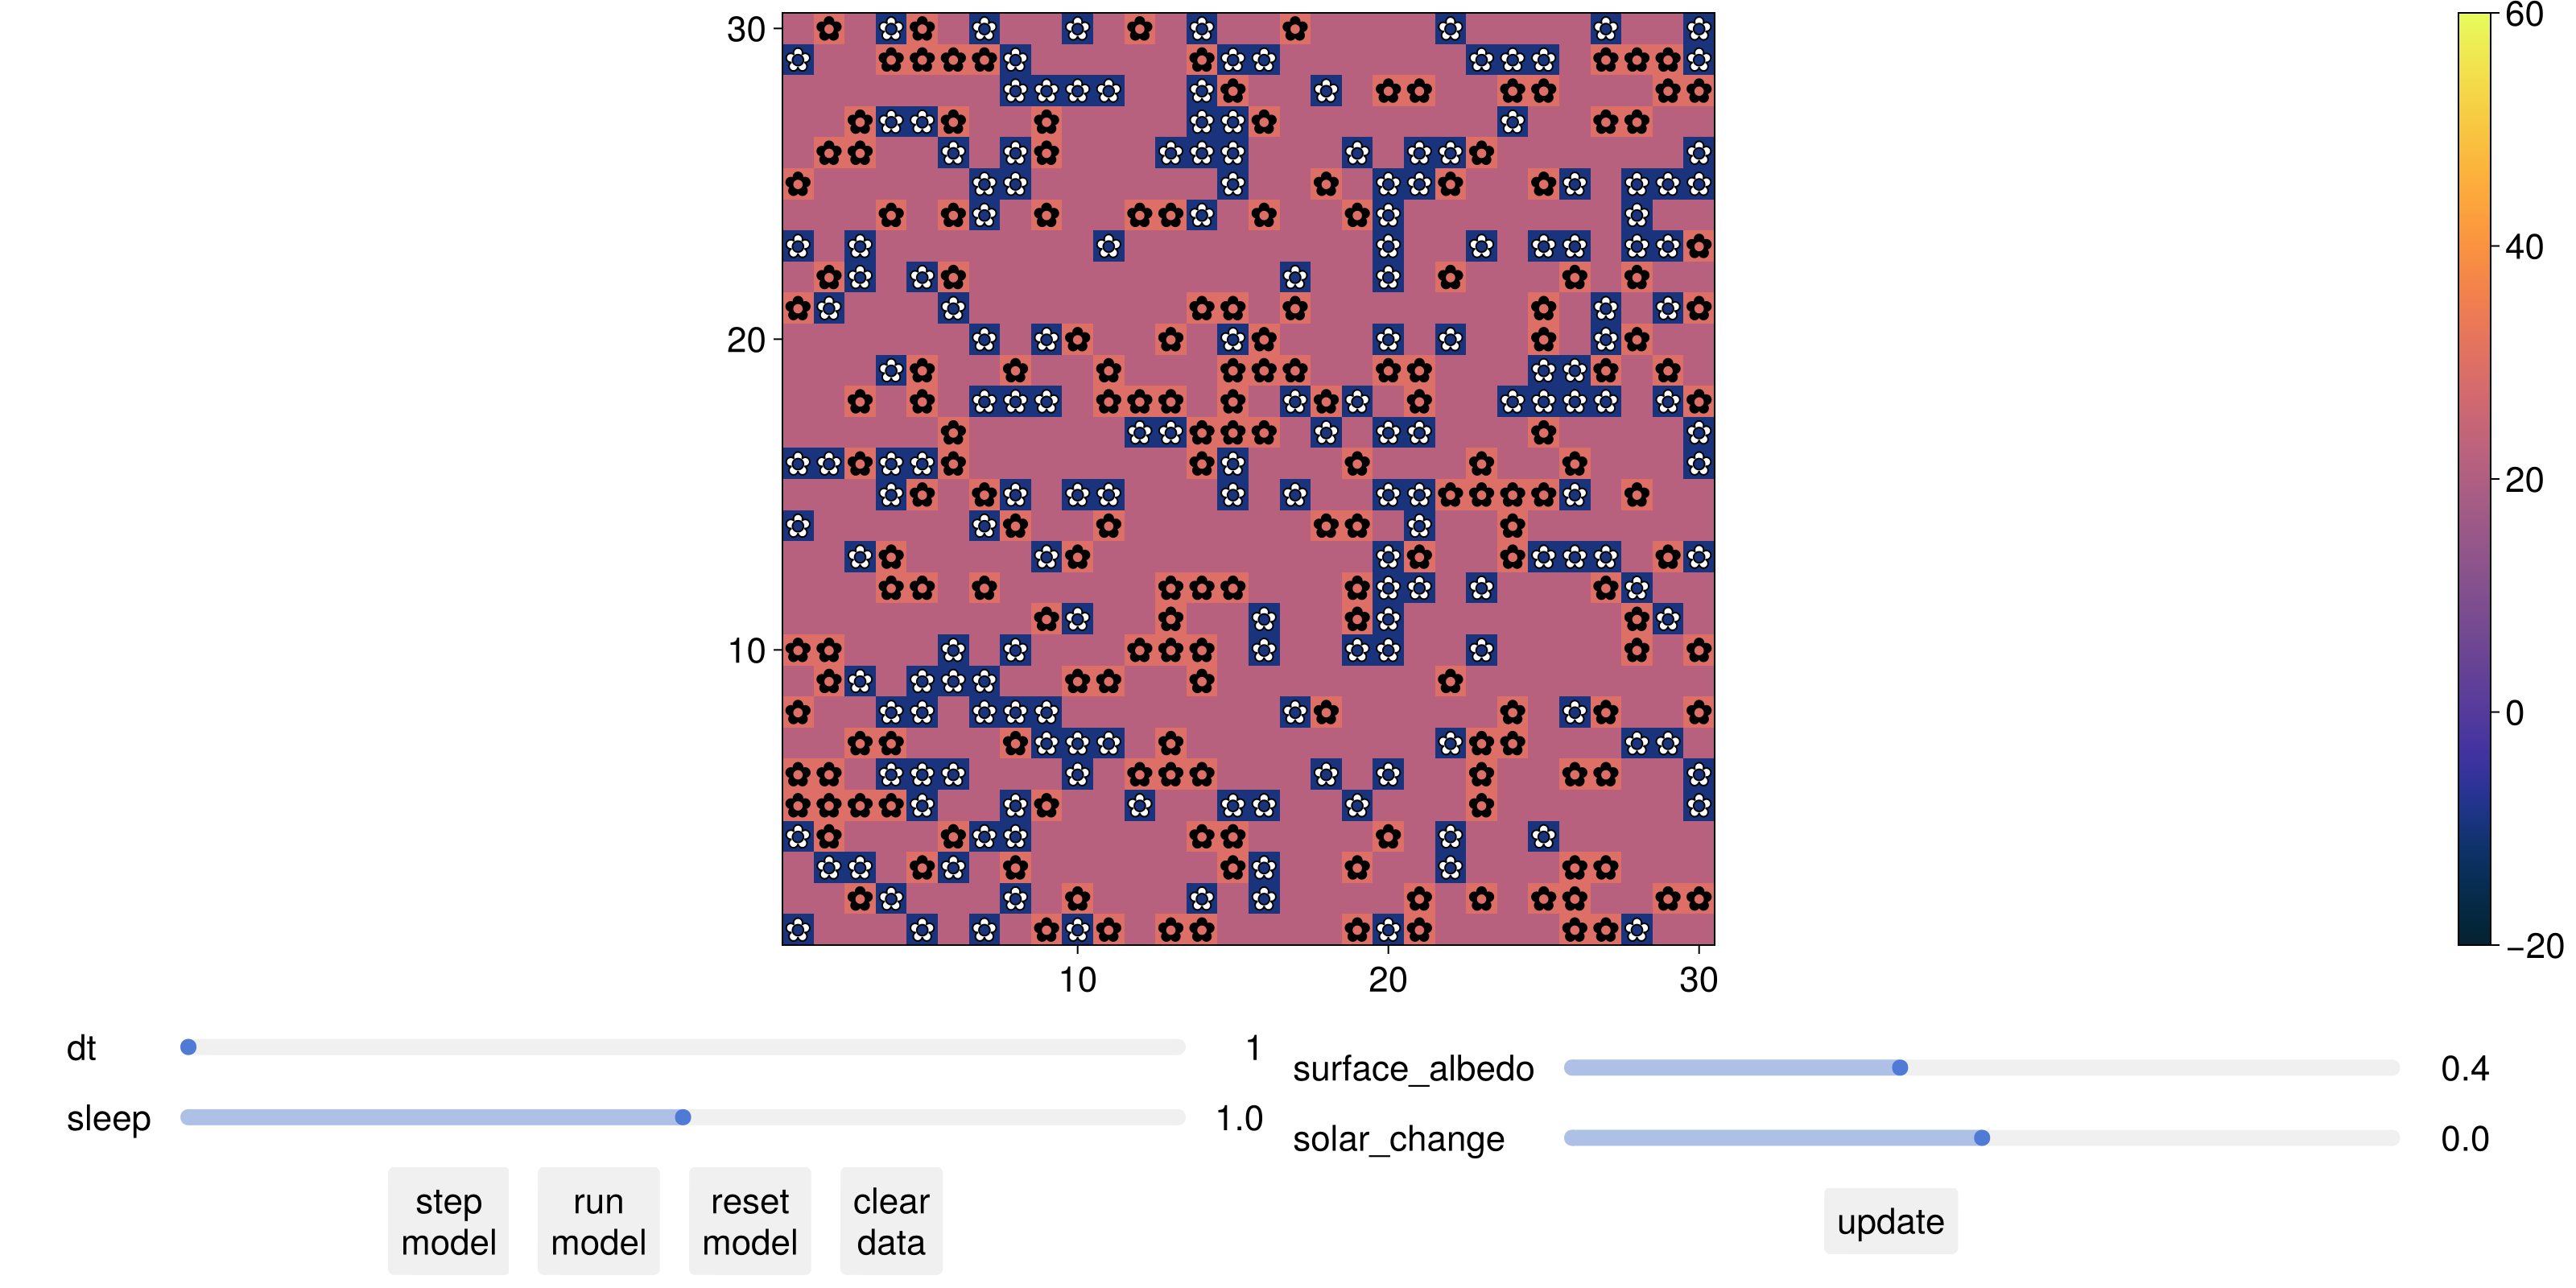 30
20
10
10
20
30
60
40
20
0
−20
dt
1
sleep
1.0
surface_albedo
0.4
solar_change
0.0
step
model
run
model
reset
model
clear
data
update